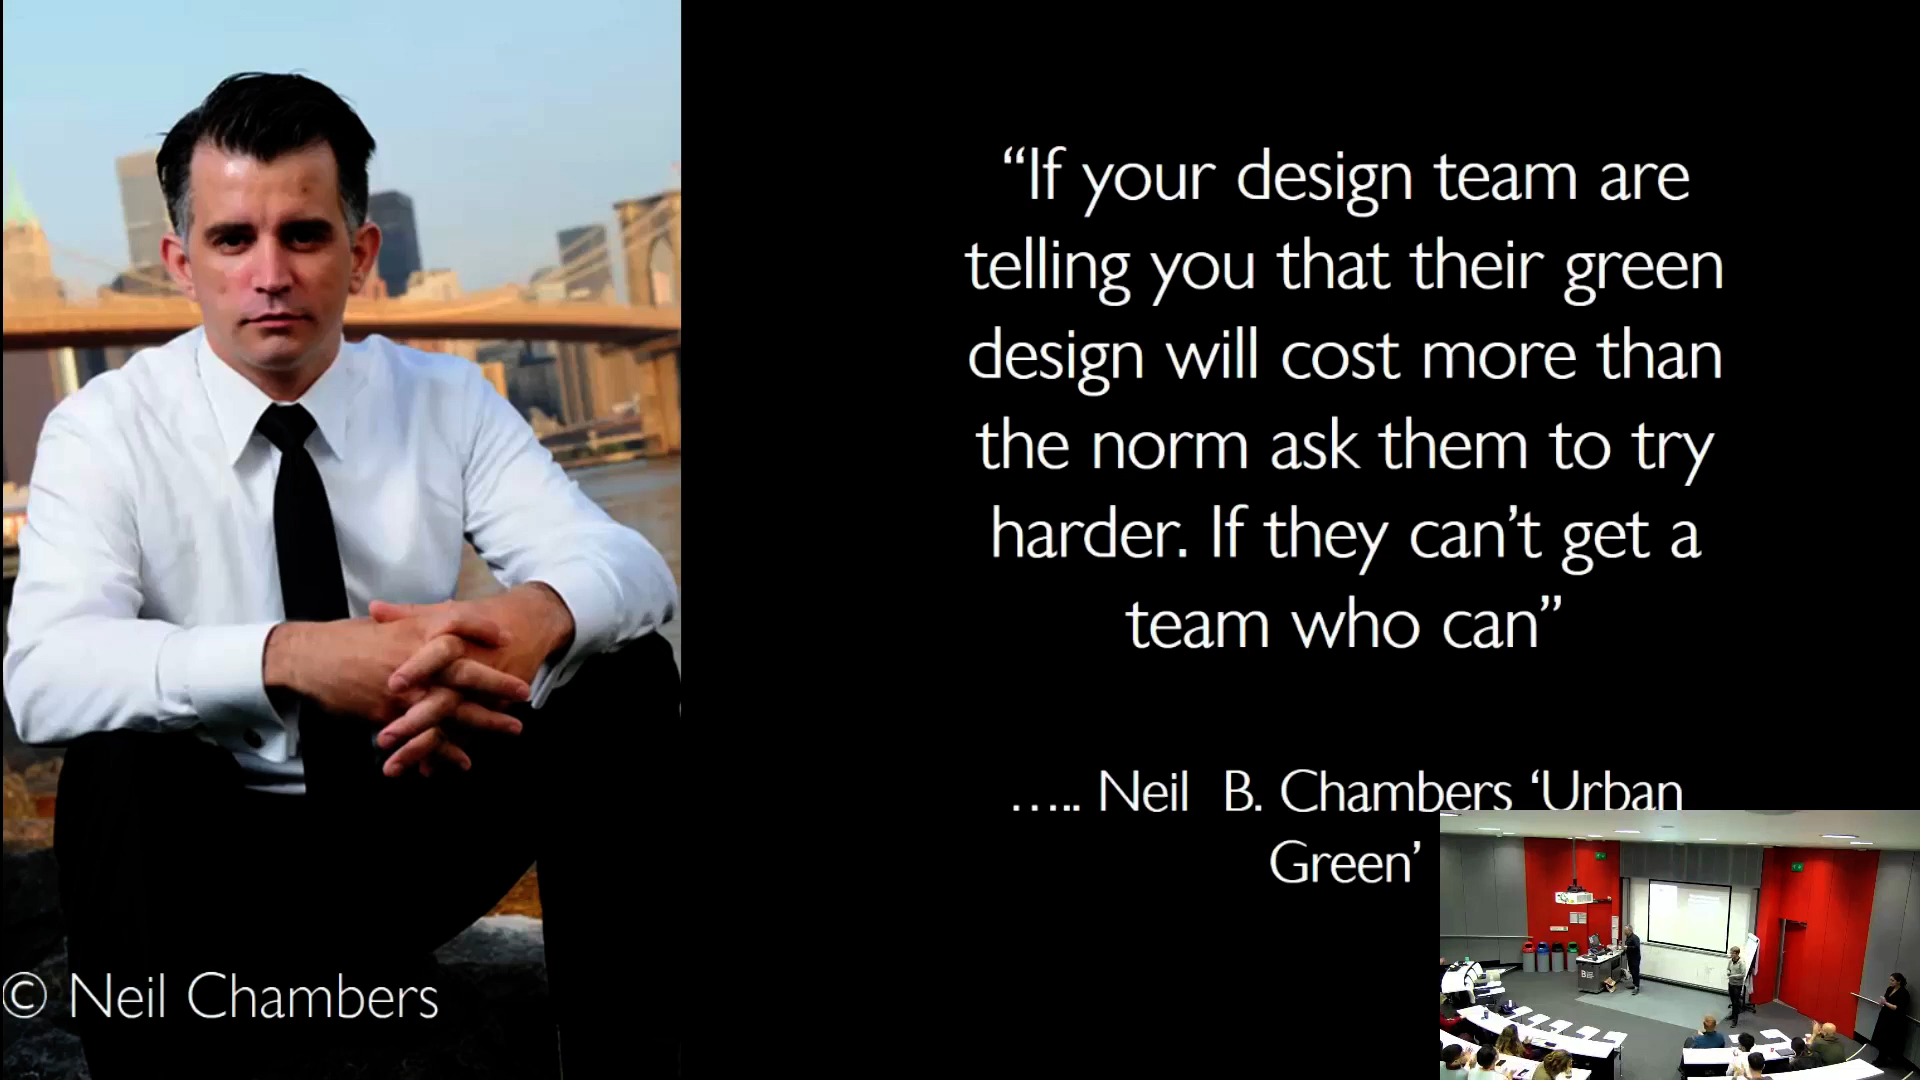 “If your design team are
telling you that their green
design will cost more than
the norm ask them to try
harder. If they can’t get a
team who can”
….. Neil B. Chambers ‘Urban
Green’
© Neil Chambers